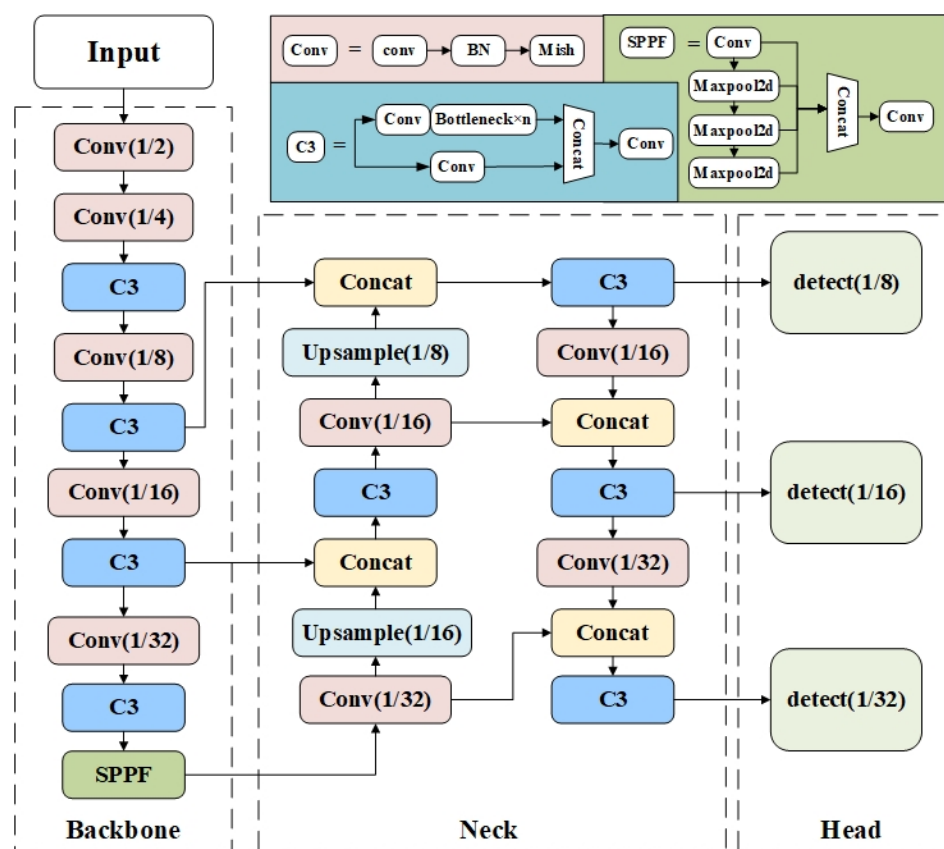 Input
Conv(1/2)
Conv(1/4)
C3
Conv(1/8)
C3
Conv(1/16)
C3
Conv(1/32)
C3
SPPF
Backbone
Conv = conv BN Mish
C3 = Conv Bottleneck×n Conv Concat Conv
SPPF = Conv Maxpool2d Maxpool2d Maxpool2d Concat Conv
Concat
Upsample(1/8)
Conv(1/16)
C3
Concat
Upsample(1/16)
Conv(1/32)
C3
Conv(1/16)
Concat
C3
Conv(1/32)
Concat
C3
Neck
detect(1/8)
detect(1/16)
detect(1/32)
Head